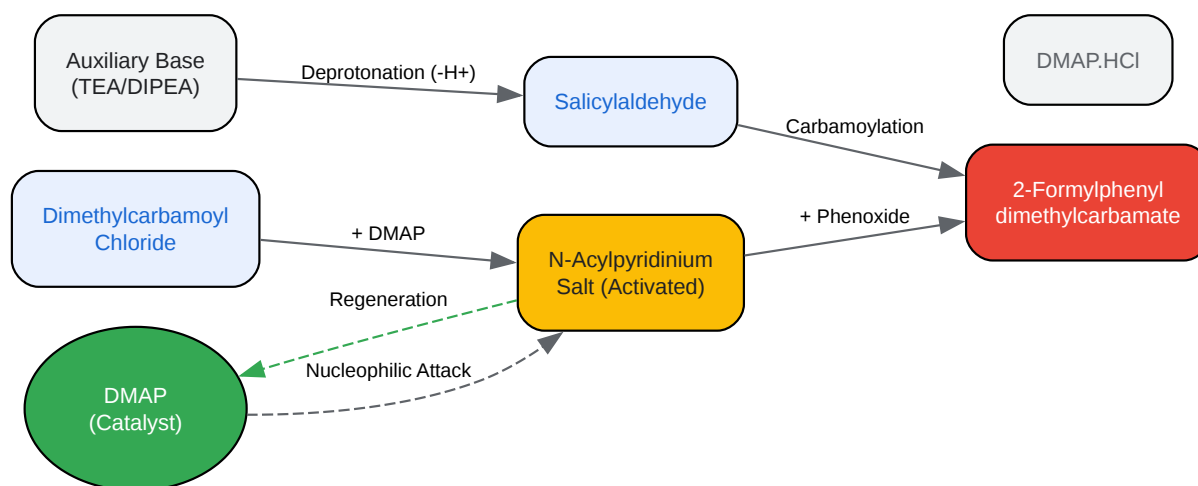 Auxiliary Base
(TEA/DIPEA)
Deprotonation (-H+)
Salicylaldehyde
DMAP.HCl
Carbamoylation
Dimethylcarbamoyl
Chloride
+ DMAP
N-Acylpyridinium
Salt (Activated)
+ Phenoxide
2-Formylphenyl
dimethylcarbamate
Regeneration
Nucleophilic Attack
DMAP
(Catalyst)